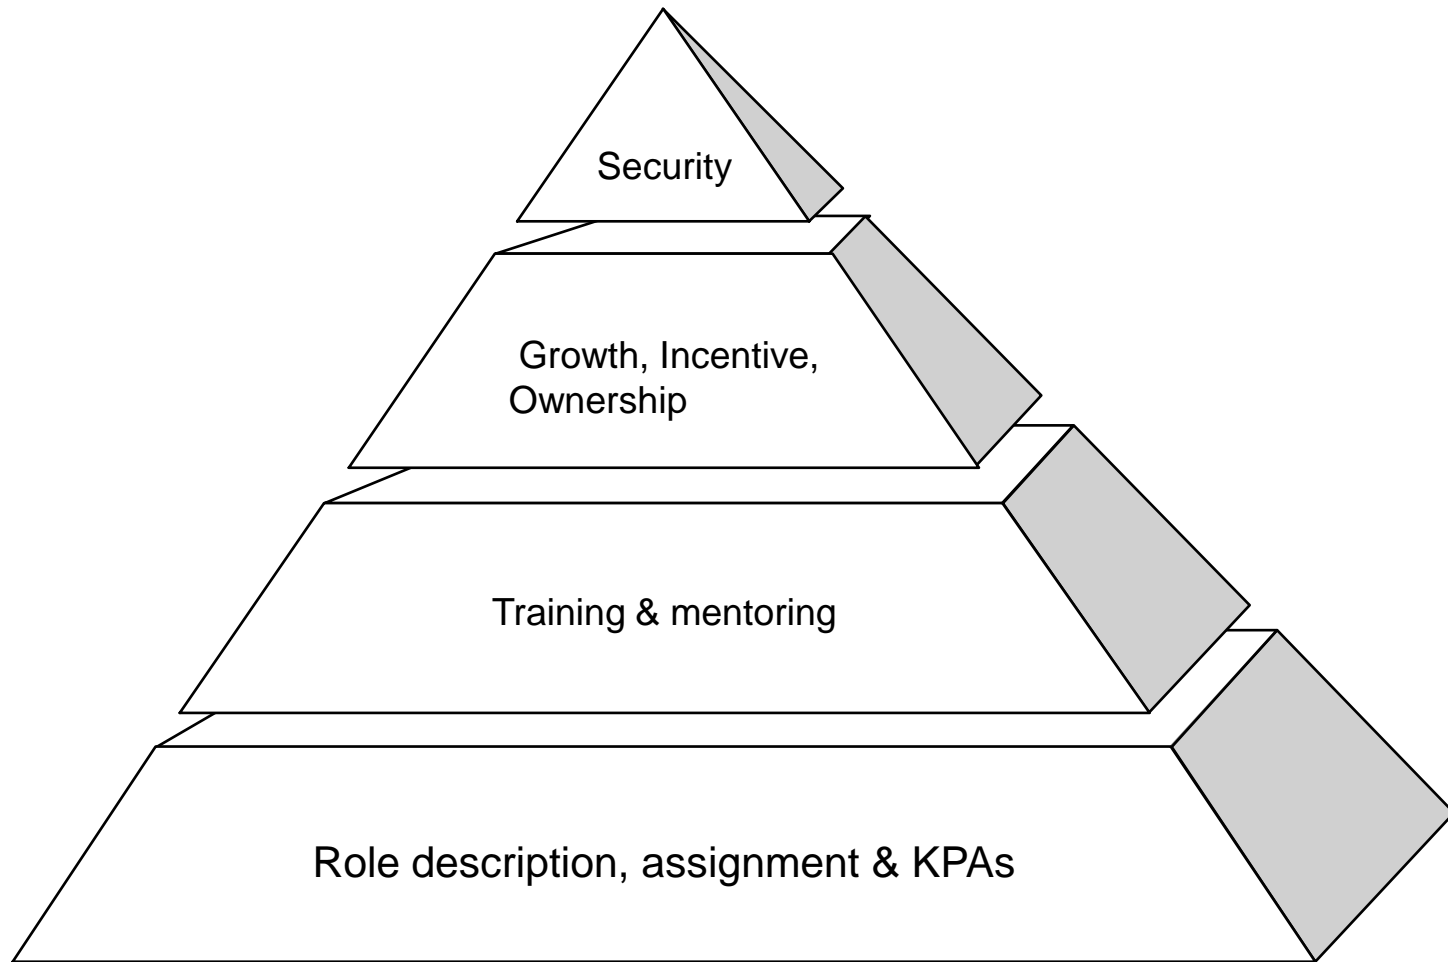 Security
Growth, Incentive,
Ownership
Training & mentoring
Role description, assignment & KPAs